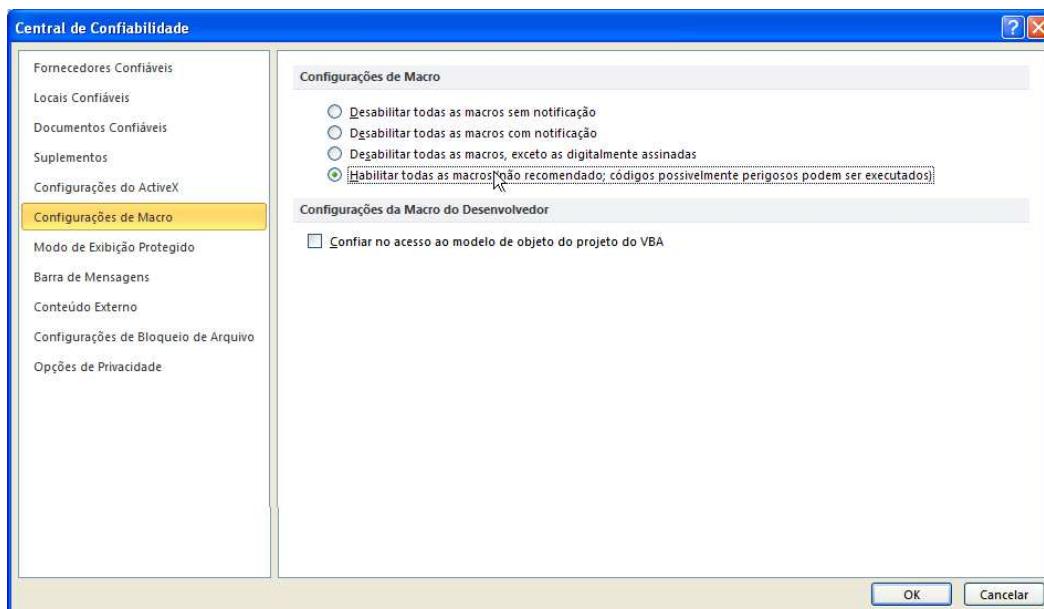 Central de Confiabilidade
?
Fornecedores Confiáveis
Locais Confiáveis
Documentos Confiáveis
Suplementos
Configurações do ActiveX
Configurações de Macro
Modo de Exibição Protegido
Barra de Mensagens
Conteúdo Externo
Configurações de Bloqueio de Arquivo
Opções de Privacidade
Configurações de Macro
Desabilitar todas as macros sem notificação
Desabilitar todas as macros com notificação
Desabilitar todas as macros, exceto as digitalmente assinadas
Habilitar todas as macros (não recomendado; códigos possivelmente perigosos podem ser executados)
Configurações da Macro do Desenvolvedor
Confiar no acesso ao modelo de objeto do projeto do VBA
OK
Cancelar